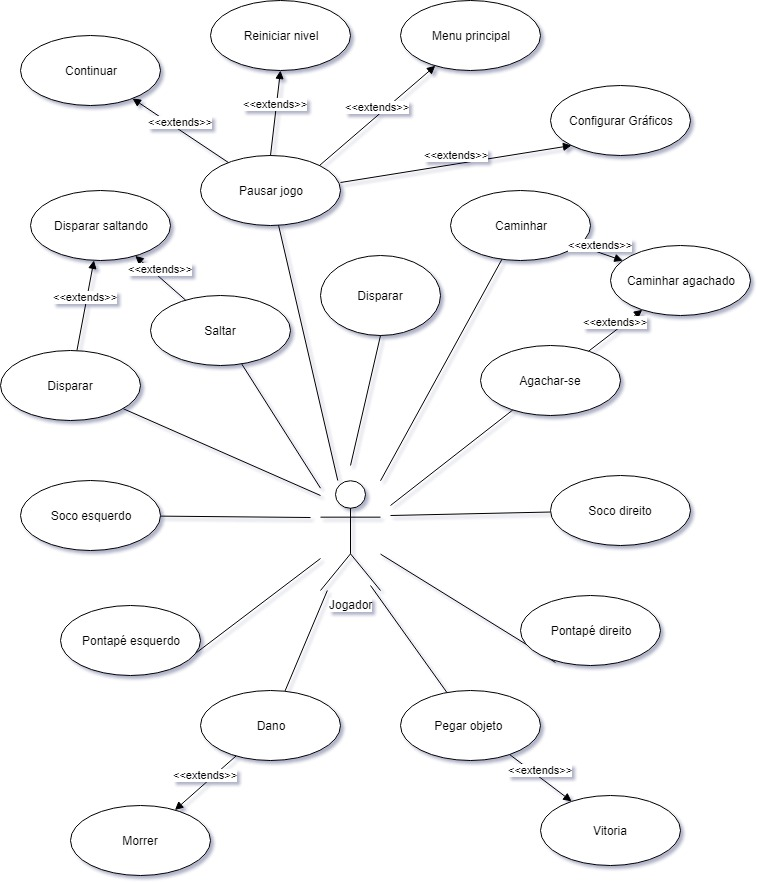 Reiniciar nivel
Menu principal
Continuar
<<extends>>
<<extends>>
<<extends>>
Configurar Gráficos
<<extends>>
Pausar jogo
Disparar saltando
Caminhar
<<extends>>
<<extends>>
Caminhar agachado
<<extends>>
Disparar
<<extends>>
Saltar
Disparar
Agachar-se
Soco esquerdo
Soco direito
Jogador
Pontapé esquerdo
Pontapé direito
Dano
Pegar objeto
<<extends>>
<<extends>>
Morrer
Vitoria